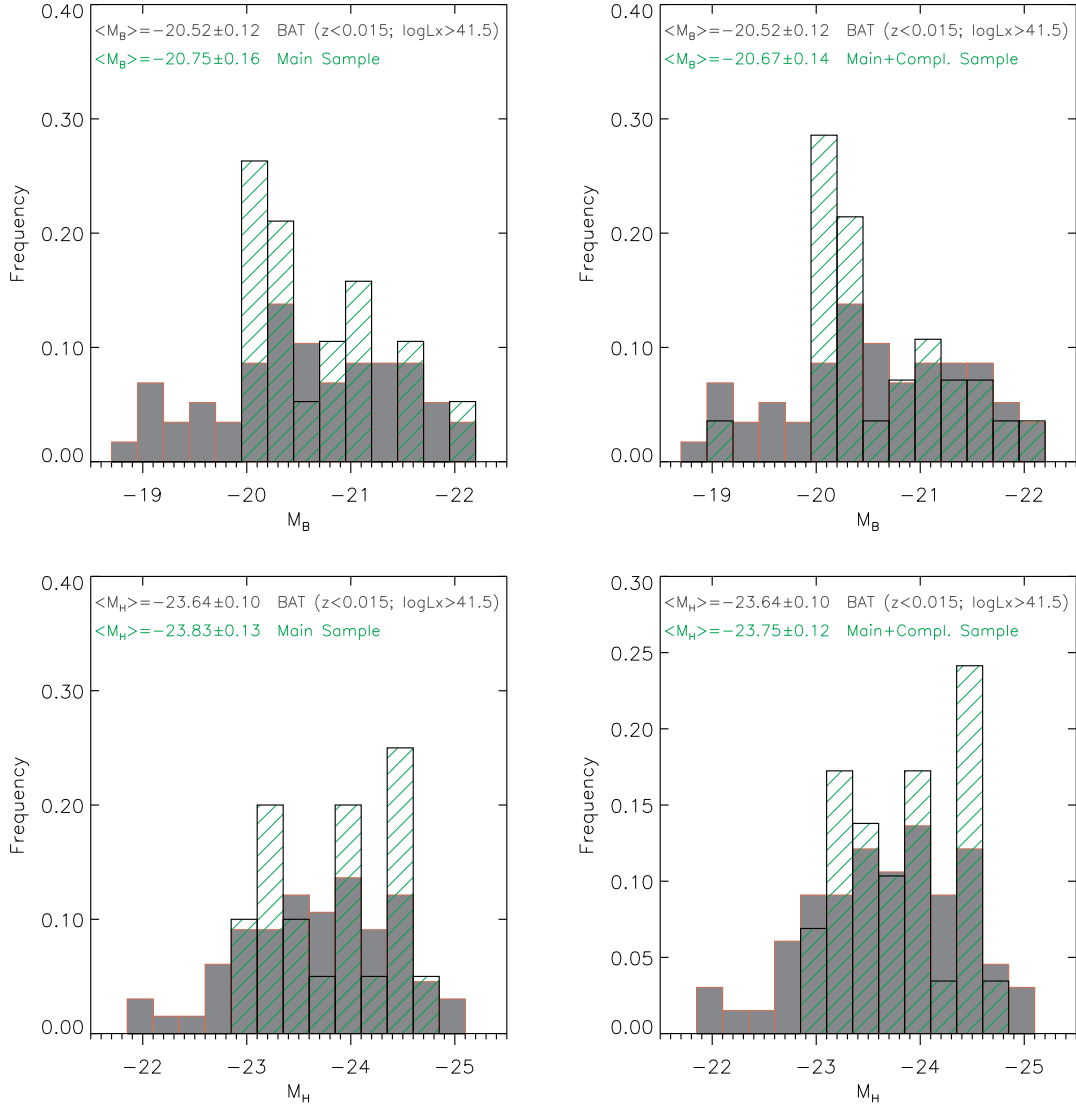 <M_B>=−20.52±0.12 BAT (z<0.015; logLx>41.5)
<M_B>=−20.75±0.16 Main Sample
0.40
0.30
0.20
0.10
0.00
Frequency
−19 −20 −21 −22
M_B
<M_B>=−20.52±0.12 BAT (z<0.015; logLx>41.5)
<M_B>=−20.67±0.14 Main+Compl. Sample
0.40
0.30
0.20
0.10
0.00
Frequency
−19 −20 −21 −22
M_B
<M_H>=−23.64±0.10 BAT (z<0.015; logLx>41.5)
<M_H>=−23.83±0.13 Main Sample
0.40
0.30
0.20
0.10
0.00
Frequency
−22 −23 −24 −25
M_H
<M_H>=−23.64±0.10 BAT (z<0.015; logLx>41.5)
<M_H>=−23.75±0.12 Main+Compl. Sample
0.30
0.25
0.20
0.15
0.10
0.05
0.00
Frequency
−22 −23 −24 −25
M_H